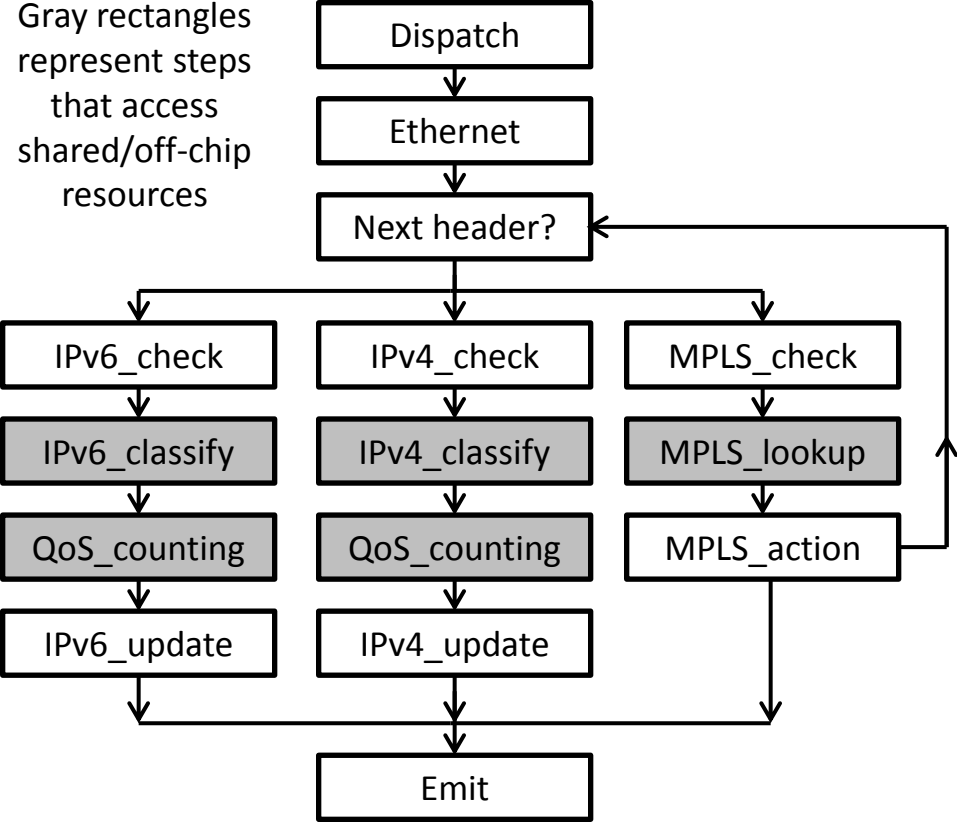 Gray rectangles
represent steps
that access
shared/off-chip
resources
Dispatch
Ethernet
Next header?
IPv6_check
IPv4_check
MPLS_check
IPv6_classify
IPv4_classify
MPLS_lookup
QoS_counting
QoS_counting
MPLS_action
IPv6_update
IPv4_update
Emit